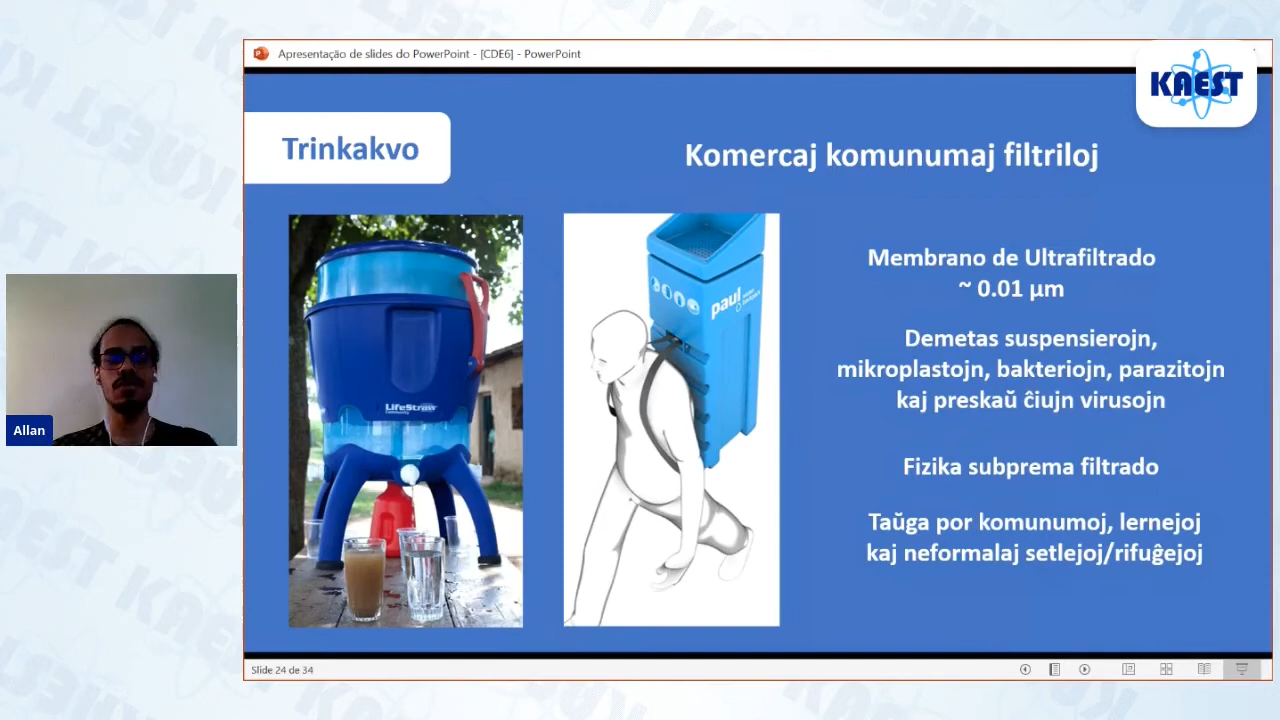 Apresentação de slides do PowerPoint - [CDE6] - PowerPoint
KAEST
Trinkakvo
Komercaj komunumaj filtriloj
Membrano de Ultrafiltrado
~ 0.01 µm
Demetas suspensierojn,
mikroplastojn, bakteriojn, parazitojn
kaj preskaŭ ĉiujn virusojn
Fizika subprema filtrado
Taŭga por komunumoj, lernejoj
kaj neformalaj setlejoj/rifuĝejoj
LifeStraw
Community
paul
Allan
Slide 24 de 34